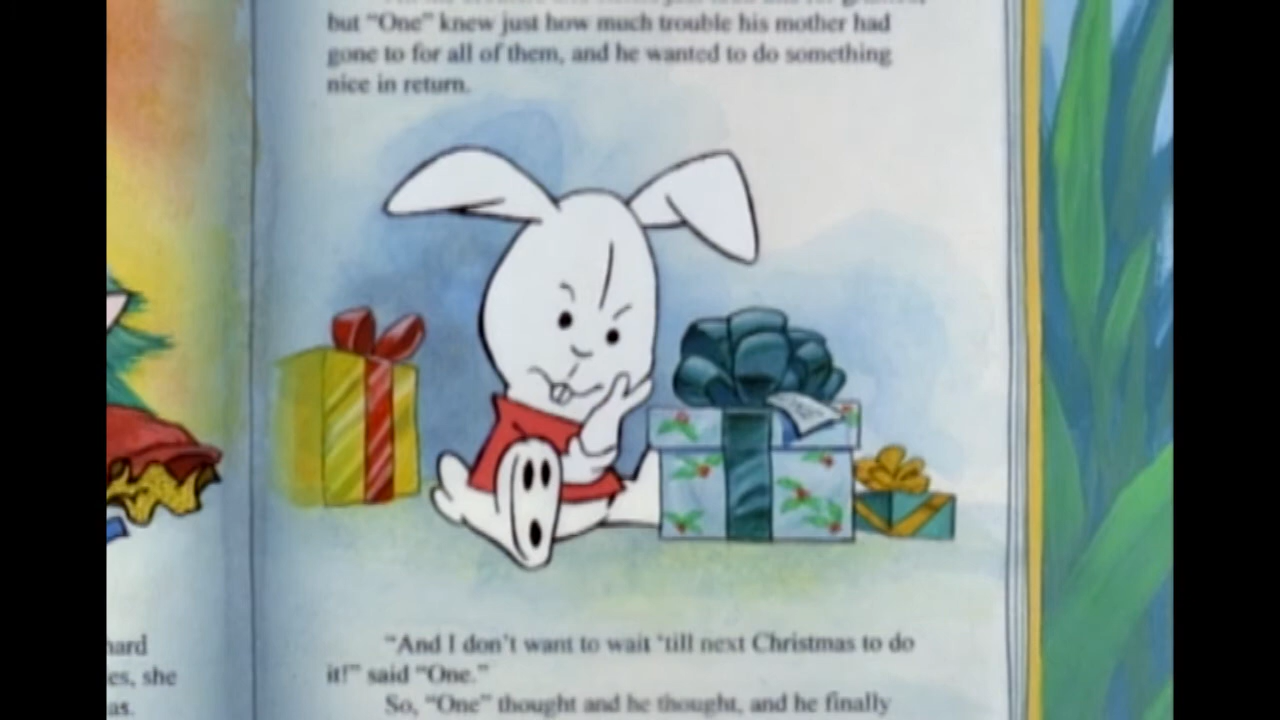 hard
es, she
as.
but “One” knew just how much trouble his mother had
gone to for all of them, and he wanted to do something
nice in return.
“And I don’t want to wait ‘till next Christmas to do
it!” said “One.”
So, “One” thought and he thought, and he finally